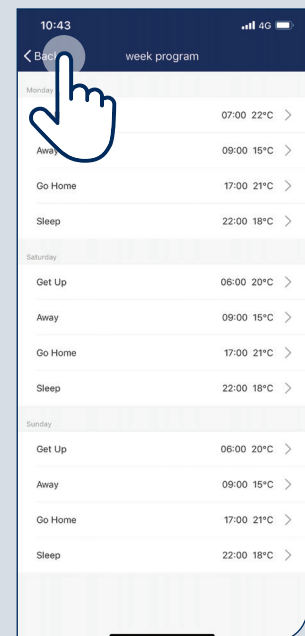 10:43 4G
Back week program
Monday
07:00 22°C
Away 09:00 15°C
Go Home 17:00 21°C
Sleep 22:00 18°C
Saturday
Get Up 06:00 20°C
Away 09:00 15°C
Go Home 17:00 21°C
Sleep 22:00 18°C
Sunday
Get Up 06:00 20°C
Away 09:00 15°C
Go Home 17:00 21°C
Sleep 22:00 18°C